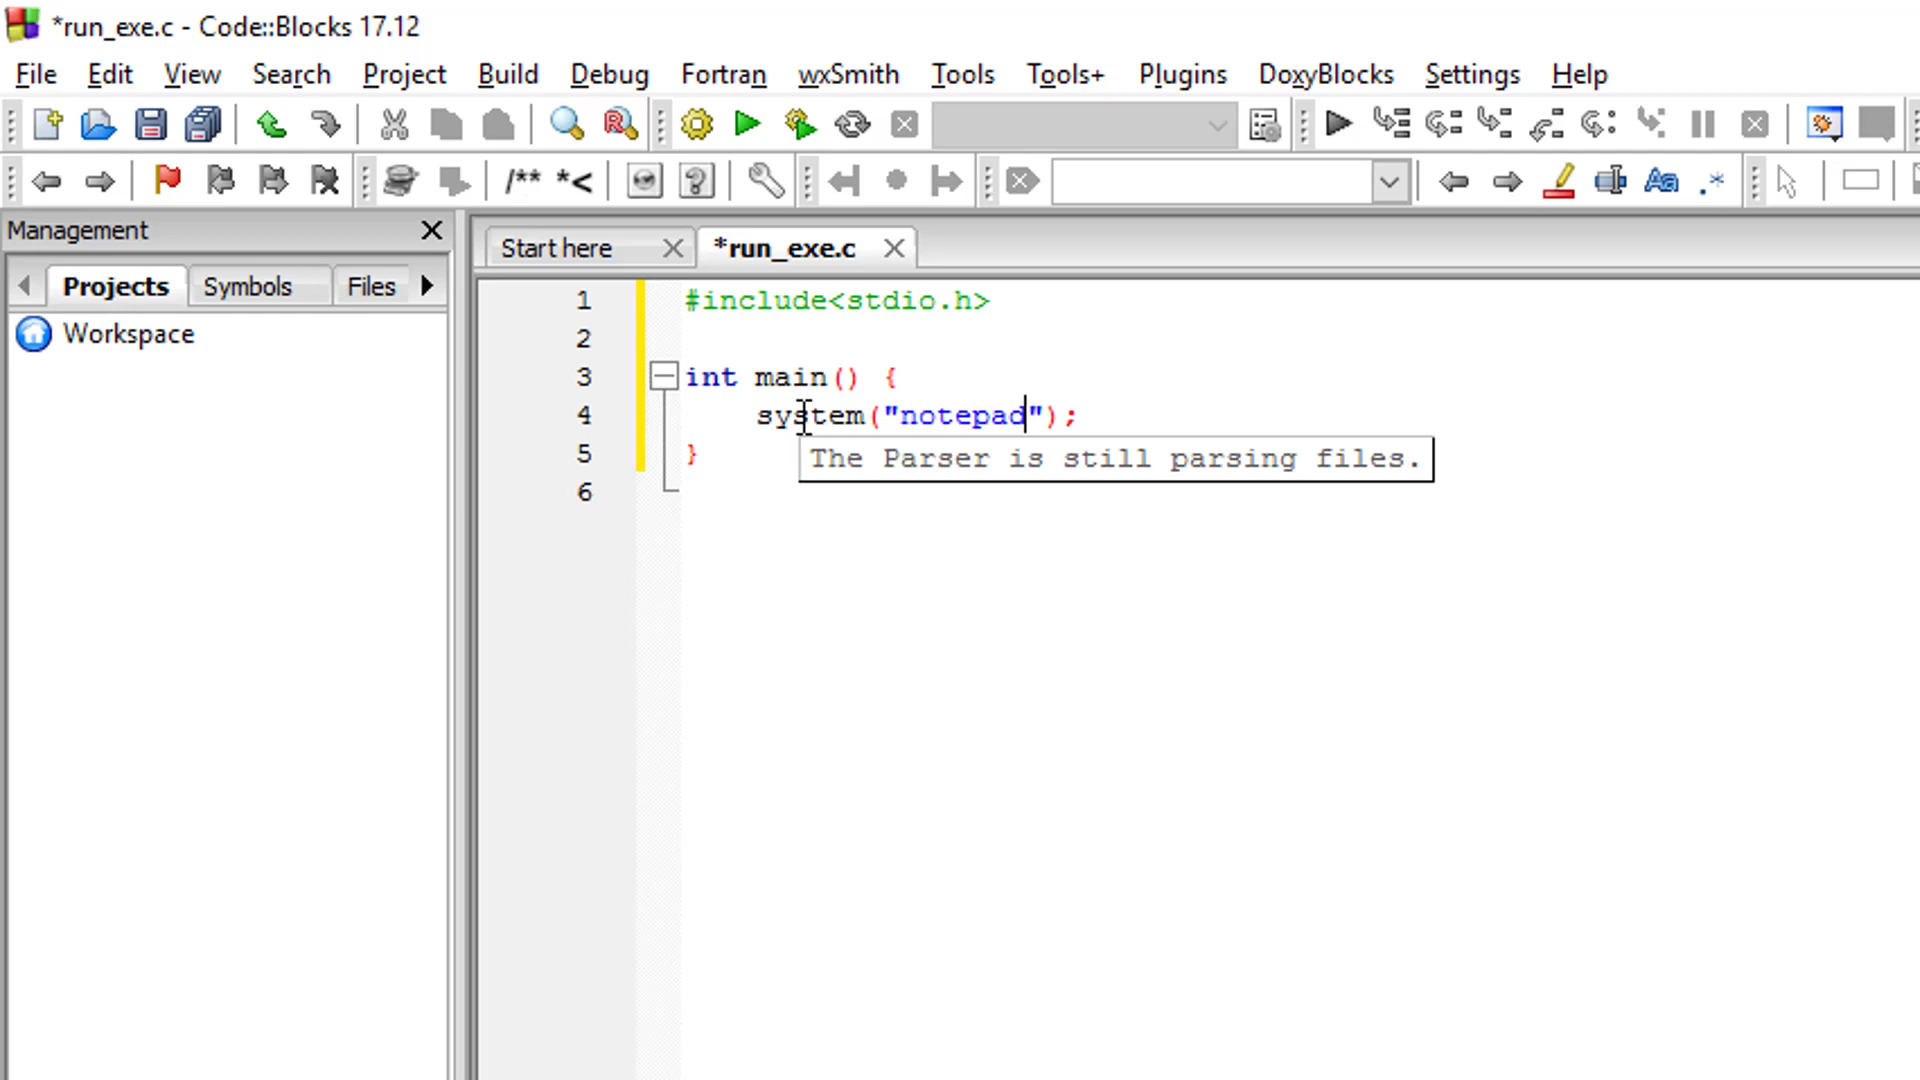 *run_exe.c - Code::Blocks 17.12
File Edit View Search Project Build Debug Fortran wxSmith Tools Tools+ Plugins DoxyBlocks Settings Help
/** *<
Aa .*
Management
Start here *run_exe.c
Projects Symbols Files
Workspace
1 #include<stdio.h>
2
3 int main() {
4 system("notepad");
5 }
The Parser is still parsing files.
6